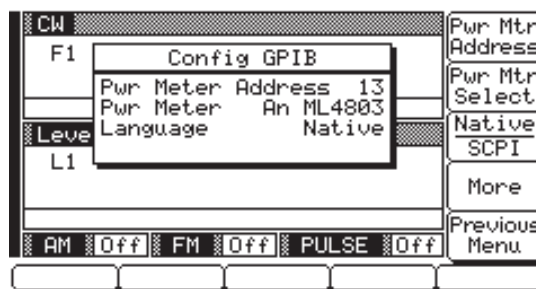 CW
F1
Config GPIB
Pwr Meter Address 13
Pwr Meter An ML4803
Language Native
Leve
L1
AM Off FM Off PULSE Off
Pwr Mtr
Address
Pwr Mtr
Select
Native
SCPI
More
Previous
Menu